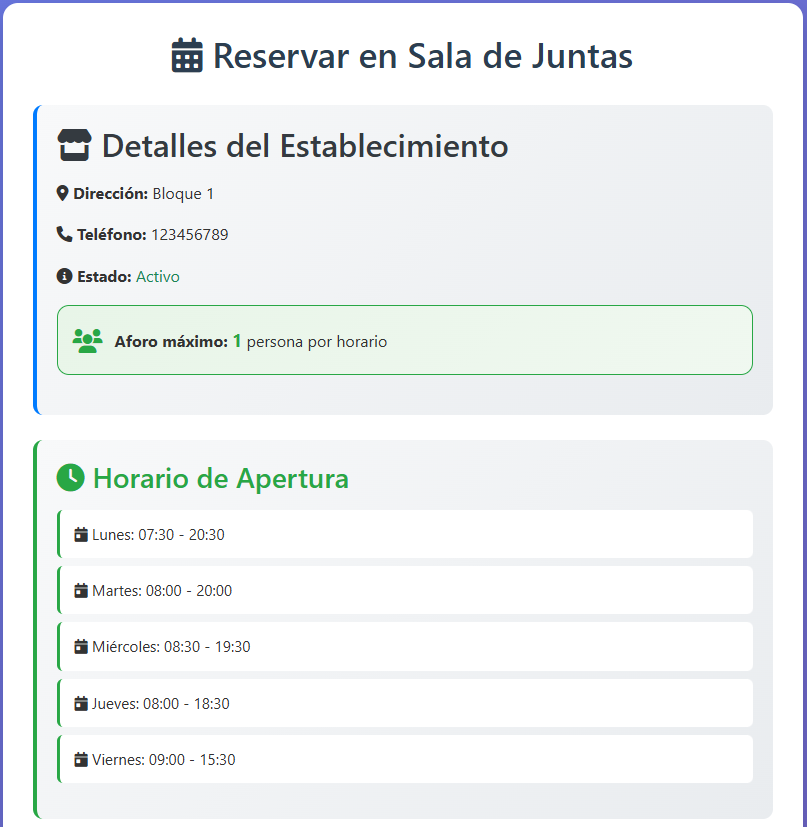 Reservar en Sala de Juntas
Detalles del Establecimiento
Dirección: Bloque 1
Teléfono: 123456789
Estado: Activo
Aforo máximo: 1 persona por horario
Horario de Apertura
Lunes: 07:30 - 20:30
Martes: 08:00 - 20:00
Miércoles: 08:30 - 19:30
Jueves: 08:00 - 18:30
Viernes: 09:00 - 15:30